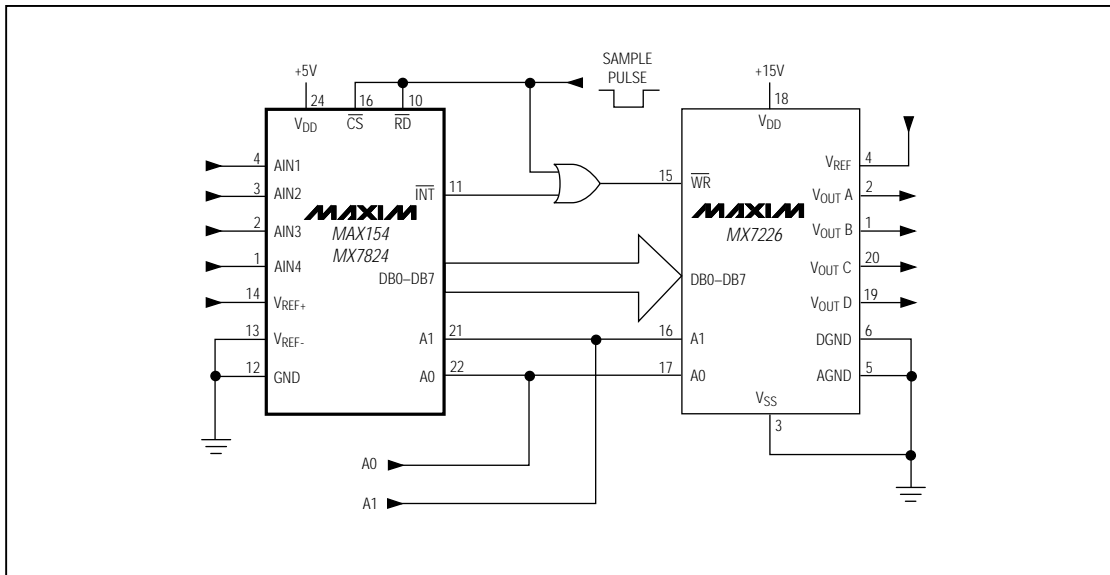 SAMPLE
PULSE
+5V
+15V
24
16
10
18
VDD
CS
RD
VDD
4
AIN1
VREF
4
3
AIN2
INT
11
15
WR
VOUT A
2
2
AIN3
MAXIM
MAX154
MX7824
MAXIM
MX7226
VOUT B
1
1
AIN4
DB0–DB7
DB0–DB7
VOUT C
20
14
VREF+
VOUT D
19
13
VREF-
A1
21
16
A1
DGND
6
12
GND
A0
22
17
A0
AGND
5
VSS
3
A0
A1